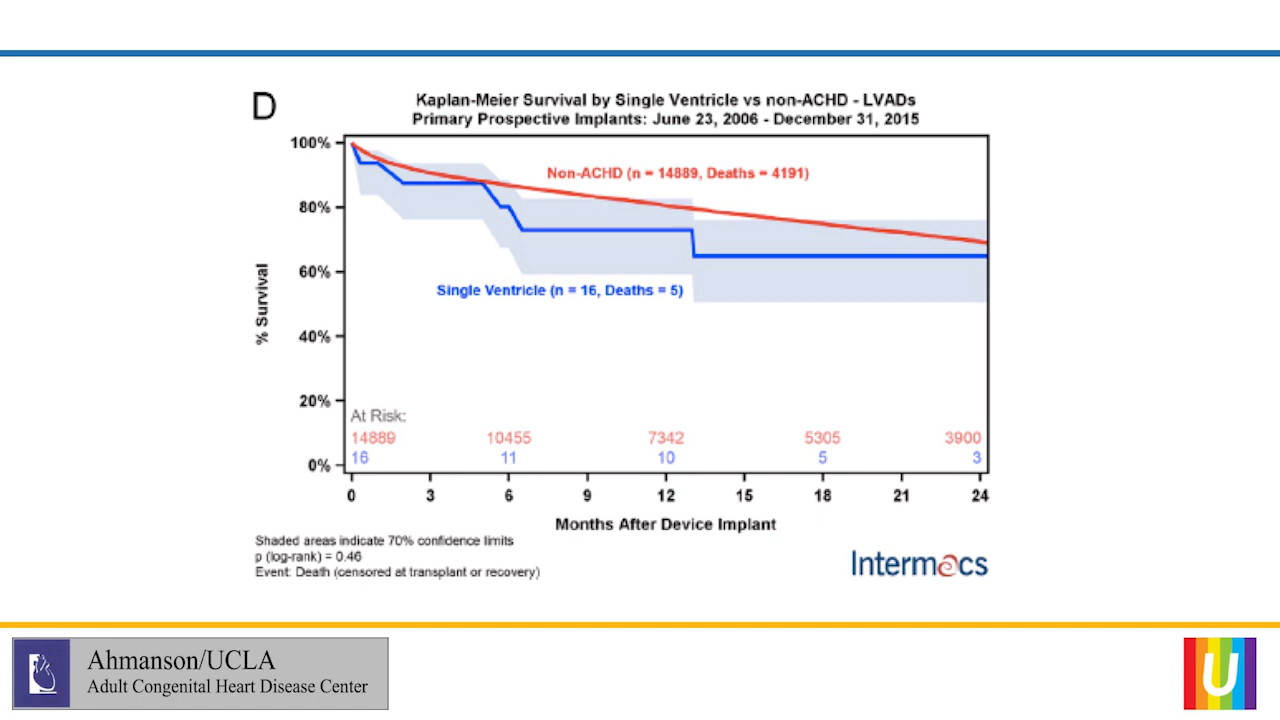 D
Kaplan-Meier Survival by Single Ventricle vs non-ACHD - LVADs
Primary Prospective Implants: June 23, 2006 - December 31, 2015
100%
80%
60%
40%
20%
0%
% Survival
Non-ACHD (n = 14889, Deaths = 4191)
Single Ventricle (n = 16, Deaths = 5)
At Risk:
14889 10455 7342 5305 3900
16 11 10 5 3
0 3 6 9 12 15 18 21 24
Months After Device Implant
Shaded areas indicate 70% confidence limits
p (log-rank) = 0.46
Event: Death (censored at transplant or recovery)
Intermacs
Ahmanson/UCLA
Adult Congenital Heart Disease Center
U